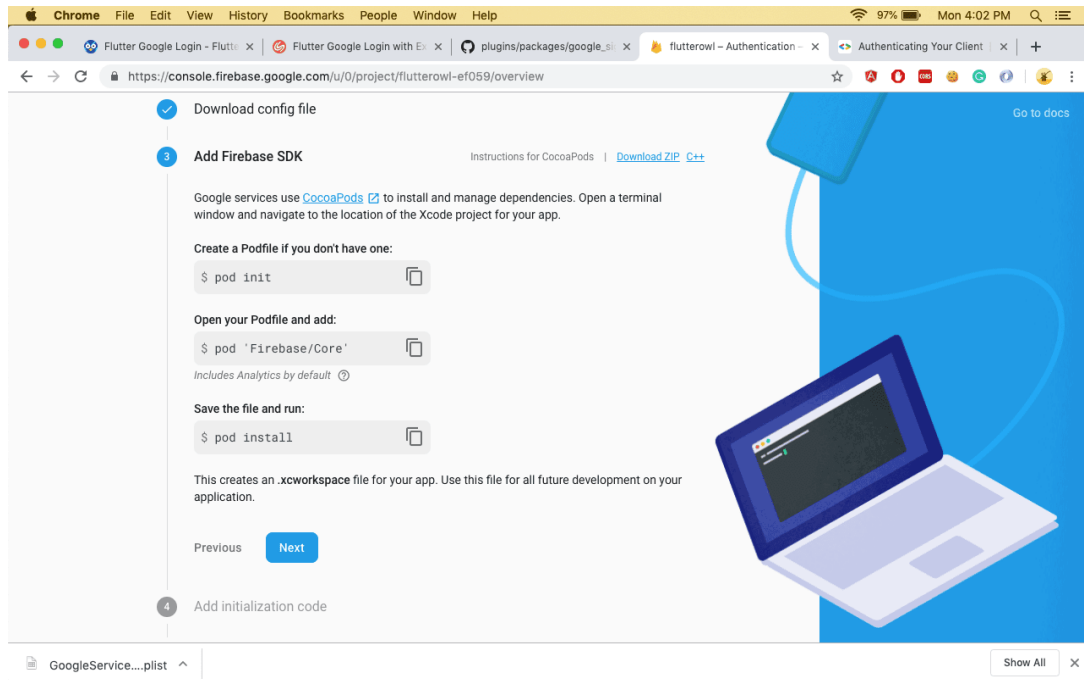 Chrome File Edit View History Bookmarks People Window Help 97% Mon 4:02 PM
Flutter Google Login - Flutte Flutter Google Login with Ex plugins/packages/google_si flutterowl – Authentication – Authenticating Your Client
https://console.firebase.google.com/u/0/project/flutterowl-ef059/overview
Go to docs
Download config file
3 Add Firebase SDK Instructions for CocoaPods | Download ZIP C++
Google services use CocoaPods to install and manage dependencies. Open a terminal
window and navigate to the location of the Xcode project for your app.
Create a Podfile if you don't have one:
$ pod init
Open your Podfile and add:
$ pod 'Firebase/Core'
Includes Analytics by default
Save the file and run:
$ pod install
This creates an .xcworkspace file for your app. Use this file for all future development on your
application.
Previous Next
4 Add initialization code
GoogleService....plist Show All